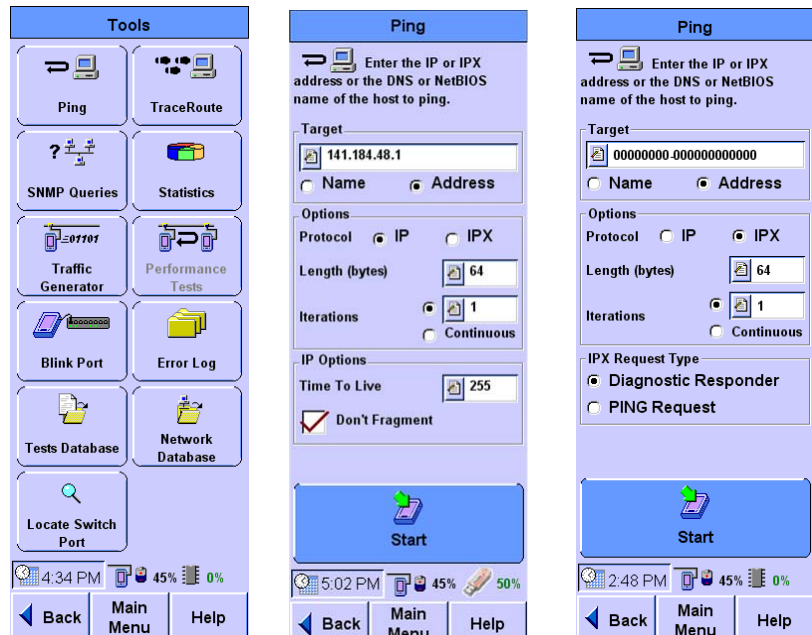 Tools
Ping
TraceRoute
?
SNMP Queries
Statistics
=01101
Traffic
Generator
Performance
Tests
Blink Port
Error Log
Tests Database
Network
Database
Locate Switch
Port
4:34 PM 45% 0%
Back
Main
Menu
Help
Ping
Enter the IP or IPX
address or the DNS or NetBIOS
name of the host to ping.
Target
141.184.48.1
Name Address
Options
Protocol IP IPX
Length (bytes) 64
Iterations 1
Continuous
IP Options
Time To Live 255
Don't Fragment
Start
5:02 PM 45% 50%
Back
Main
Menu
Help
Ping
Enter the IP or IPX
address or the DNS or NetBIOS
name of the host to ping.
Target
00000000-000000000000
Name Address
Options
Protocol IP IPX
Length (bytes) 64
Iterations 1
Continuous
IPX Request Type
Diagnostic Responder
PING Request
Start
2:48 PM 45% 0%
Back
Main
Menu
Help